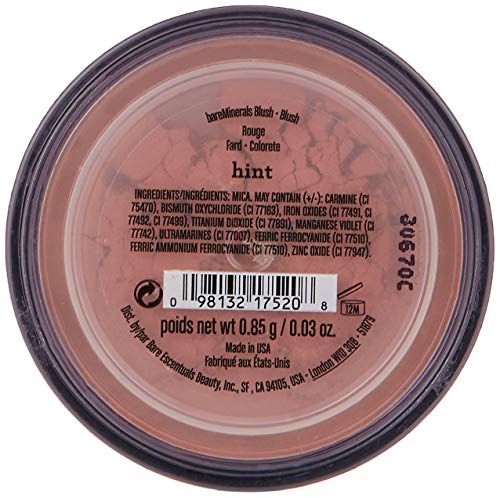 bareMinerals Blush • Blush
Rouge
Fard • Colorete
hint
INGREDIENTS/INGRÉDIENTS: MICA. MAY CONTAIN (+/-): CARMINE (CI
75470), BISMUTH OXYCHLORIDE (CI 77163), IRON OXIDES (CI 77491, CI
77492, CI 77499), TITANIUM DIOXIDE (CI 77891), MANGANESE VIOLET (CI
77742), ULTRAMARINES (CI 77007), FERRIC FERROCYANIDE (CI 77510),
FERRIC AMMONIUM FERROCYANIDE (CI 77510), ZINC OXIDE (CI 77947).
0 98132 17520 8
12M
poids net wt 0.85 g / 0.03 oz.
Made in USA
Fabriqué aux États-Unis
Dist. by/par Bare Escentuals Beauty, Inc., SF, CA 94105, USA • London W1D 3QB • 51879
30670C